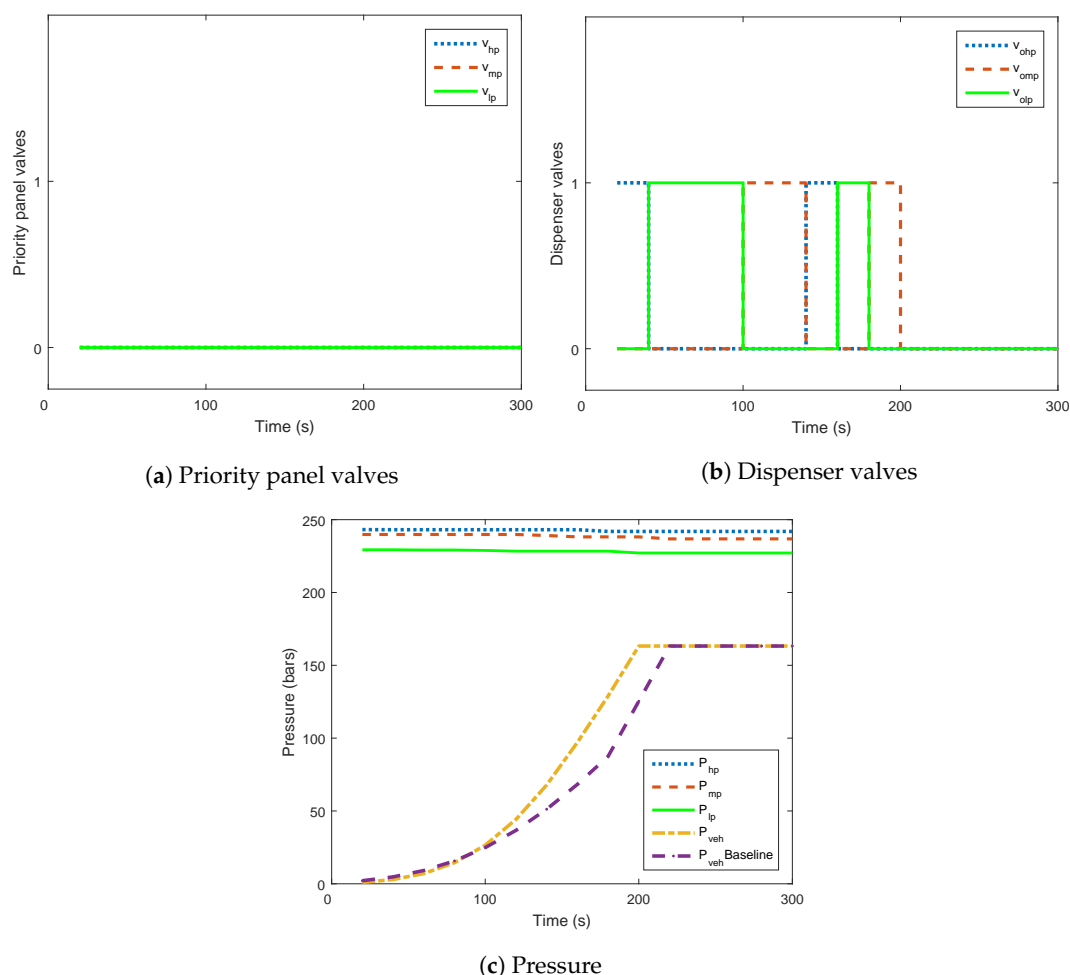 Priority panel valves
1
0
0
100
200
300
Time (s)
v_hp
v_mp
v_lp
(a) Priority panel valves
Dispenser valves
1
0
0
100
200
300
Time (s)
v_ohp
v_omp
v_olp
(b) Dispenser valves
Pressure (bars)
250
200
150
100
50
0
0
100
200
300
Time (s)
P_hp
P_mp
P_lp
P_veh
P_veh Baseline
(c) Pressure